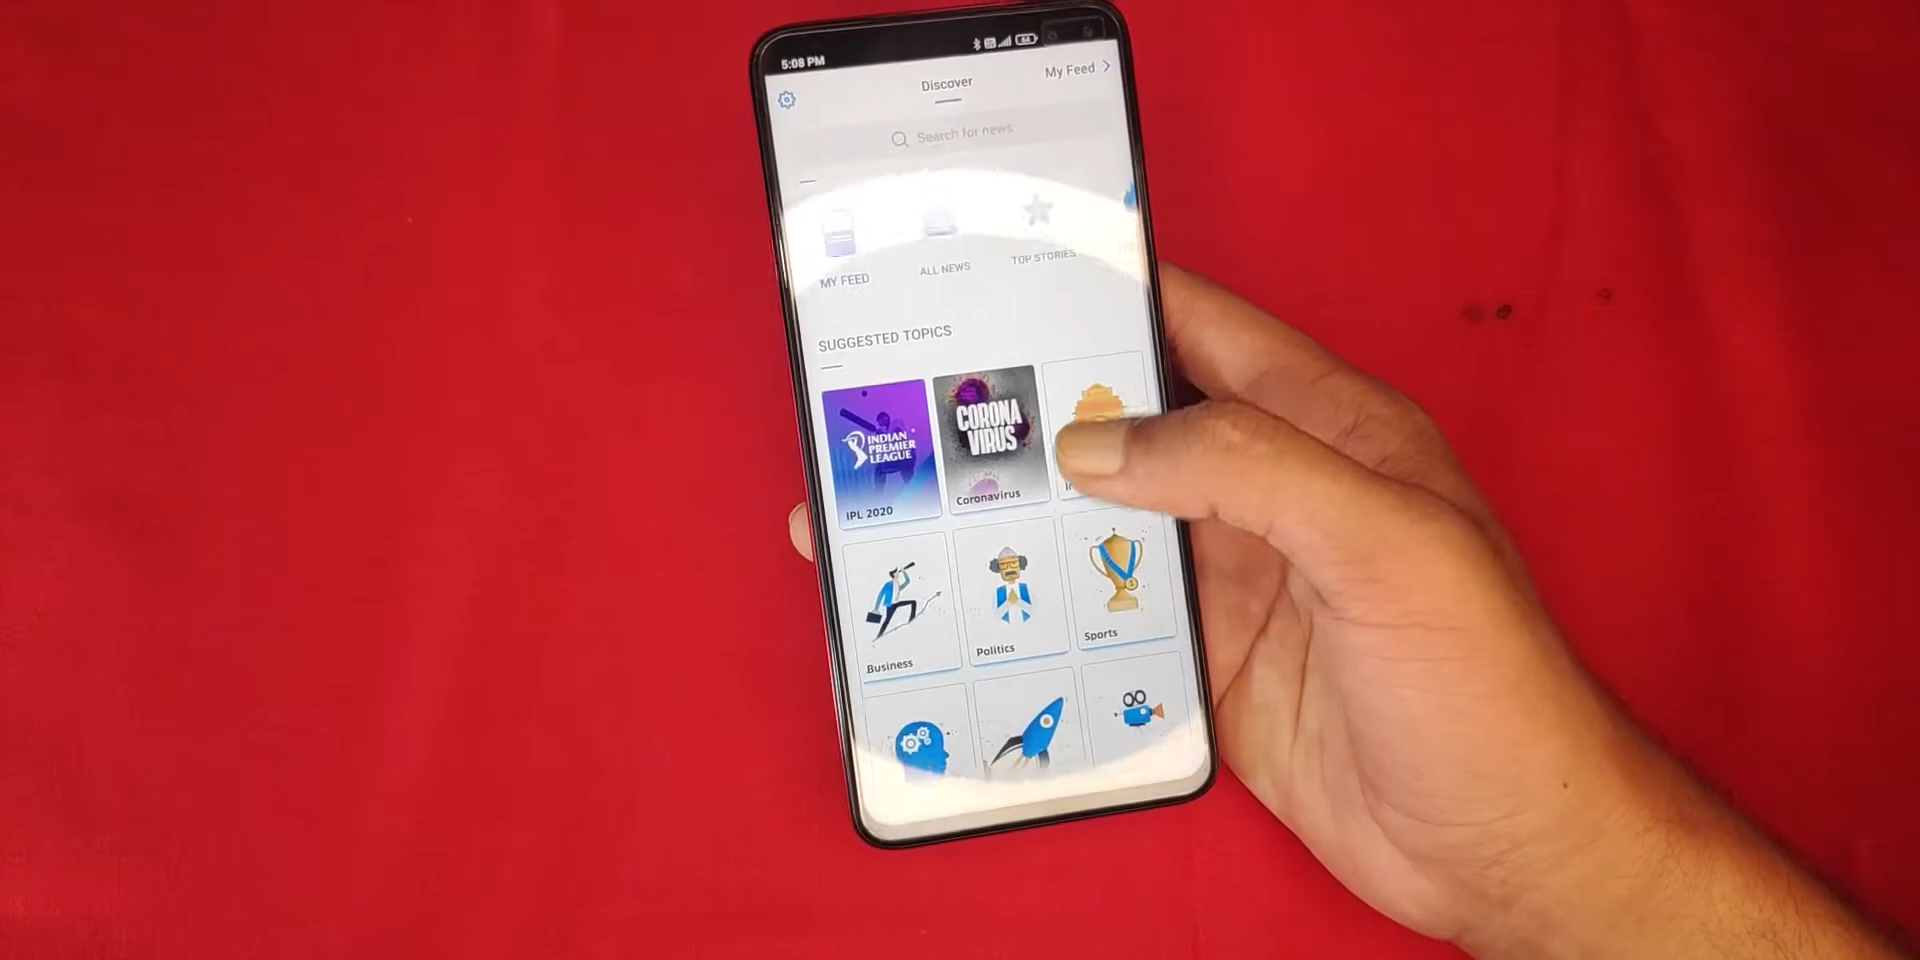 5:08 PM
64
Discover
My Feed
Search for news
MY FEED
ALL NEWS
TOP STORIES
SUGGESTED TOPICS
INDIAN
PREMIER
LEAGUE
IPL 2020
CORONA
VIRUS
Coronavirus
Business
Politics
Sports